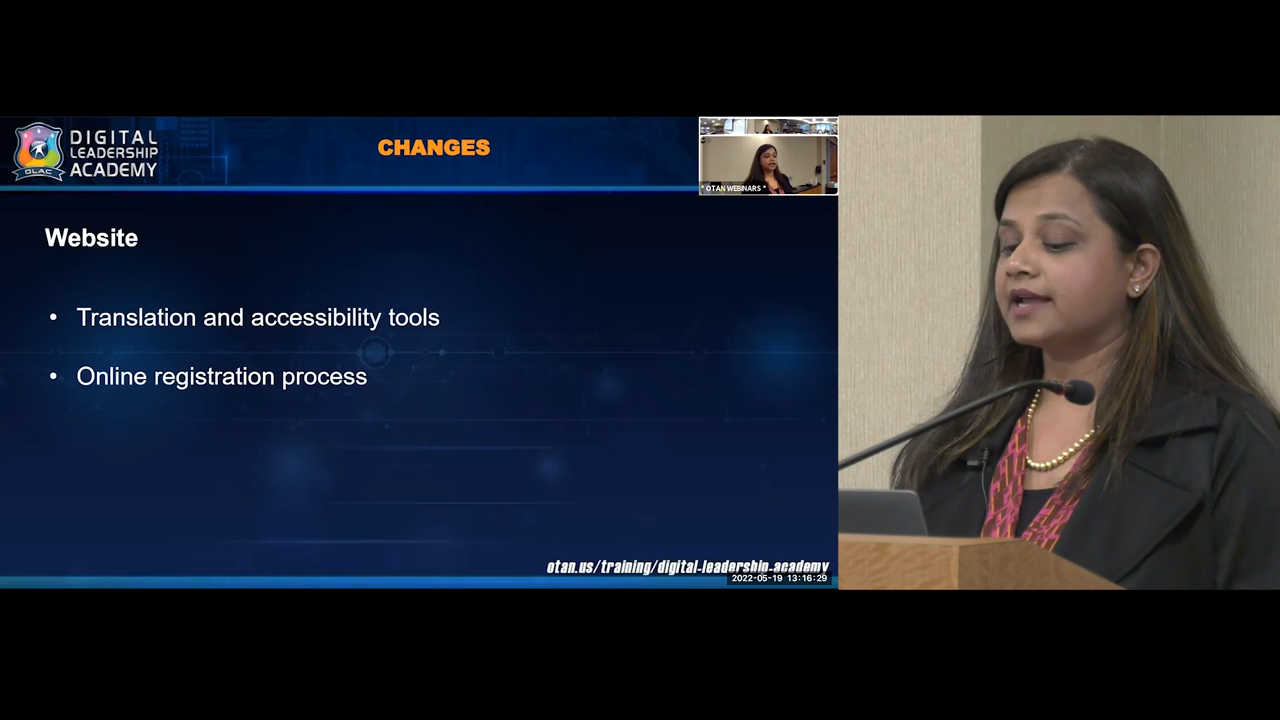 DIGITAL
LEADERSHIP
ACADEMY
DLAC
CHANGES
* OTAN WEBINARS *
Website
• Translation and accessibility tools
• Online registration process
otan.us/training/digital-leadership-academy
2022-05-19 13:16:29